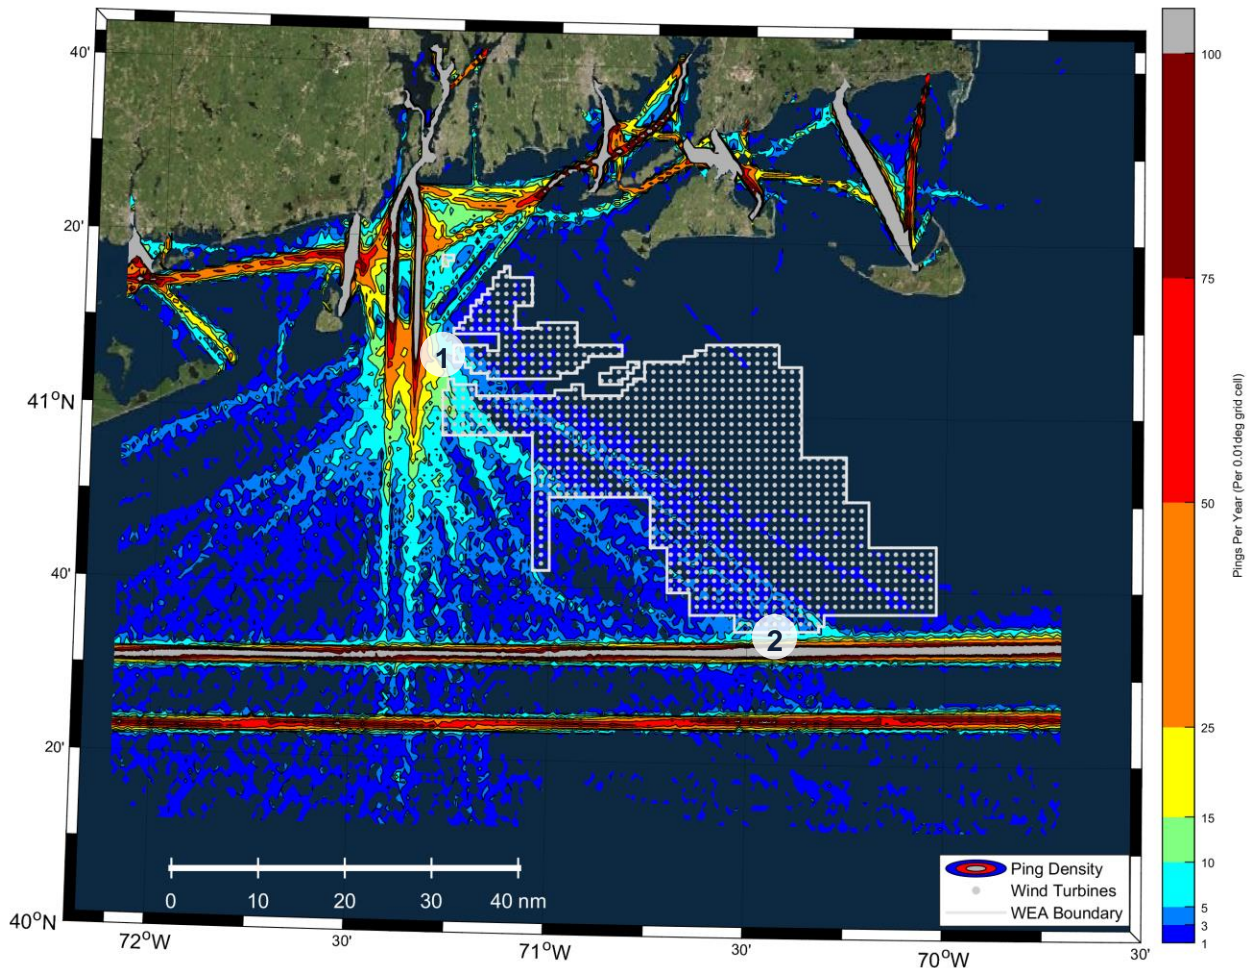 40'
20'
41°N
40'
20'
40°N
72°W
30'
71°W
30'
70°W
30'
1
2
0
10
20
30
40 nm
Ping Density
Wind Turbines
WEA Boundary
100
75
50
25
15
10
5
3
1
Pings Per Year (Per 0.01deg grid cell)